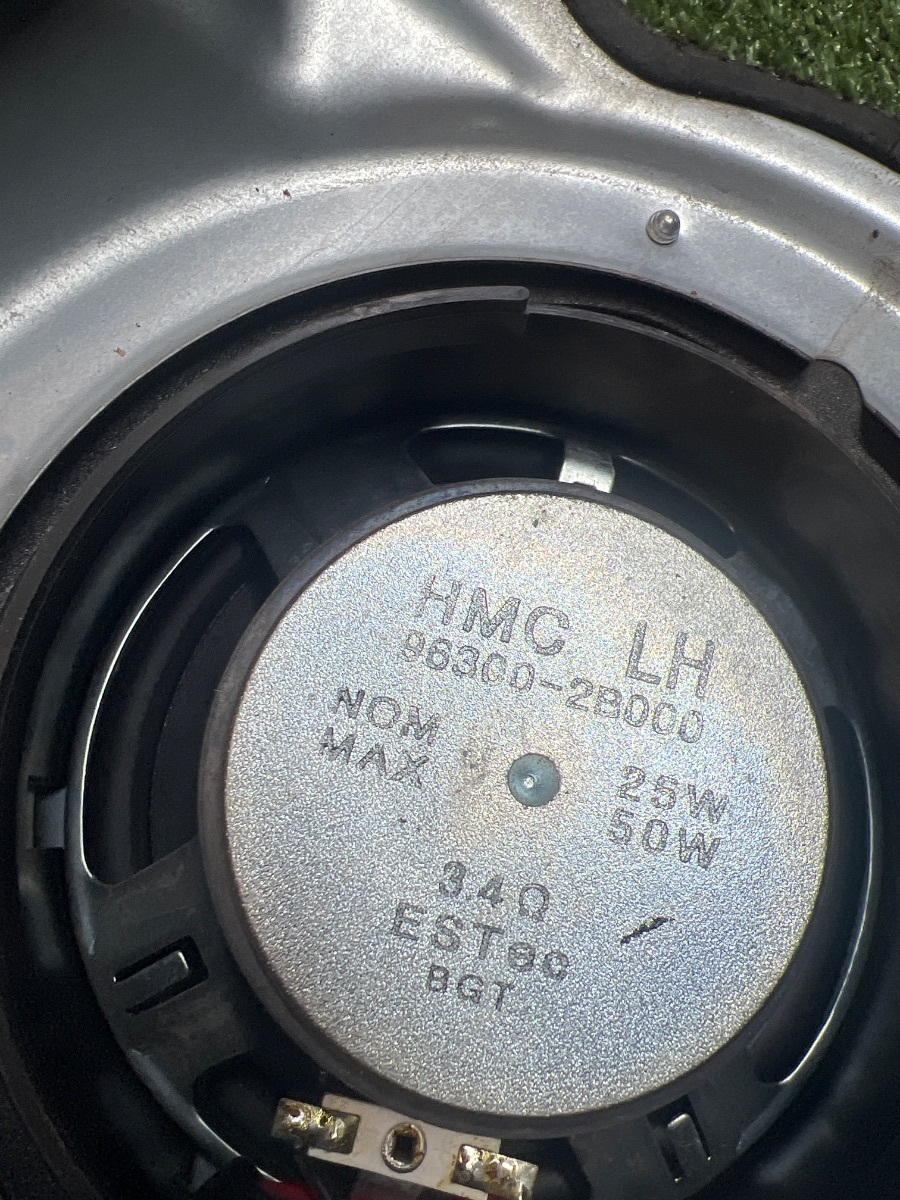 HMC LH
96300-2B000
NOM 25W
MAX 50W
3.4Ω
ESTec
BGT